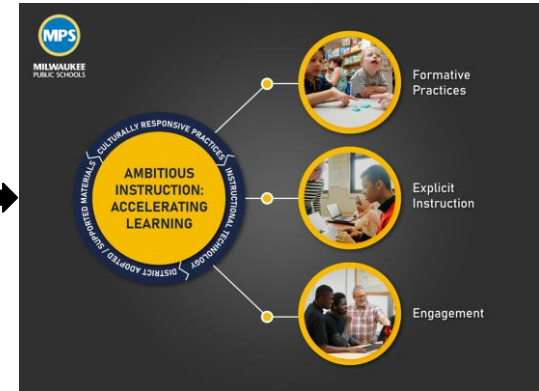 MPS
MILWAUKEE
PUBLIC SCHOOLS
CULTURALLY RESPONSIVE PRACTICES
INSTRUCTIONAL TECHNOLOGY
DISTRICT ADOPTED / SUPPORTED MATERIALS
AMBITIOUS
INSTRUCTION:
ACCELERATING
LEARNING
Formative
Practices
Explicit
Instruction
Engagement